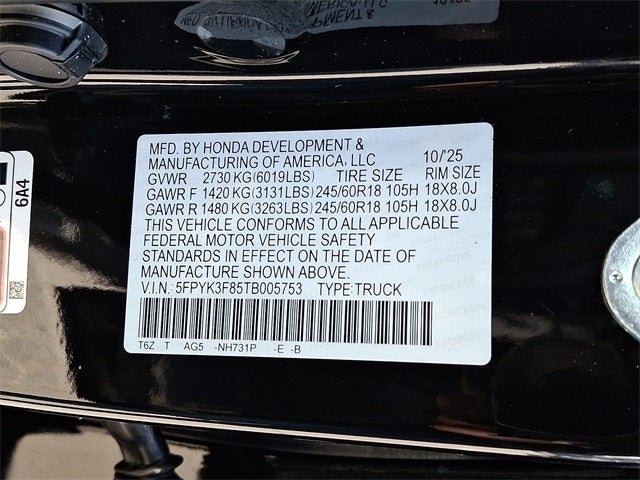 MFD. BY HONDA DEVELOPMENT &
MANUFACTURING OF AMERICA, LLC 10/'25
GVWR 2730 KG(6019LBS) TIRE SIZE RIM SIZE
GAWR F 1420 KG(3131LBS) 245/60R18 105H 18X8.0J
GAWR R 1480 KG(3263LBS) 245/60R18 105H 18X8.0J
THIS VEHICLE CONFORMS TO ALL APPLICABLE
FEDERAL MOTOR VEHICLE SAFETY
STANDARDS IN EFFECT ON THE DATE OF
MANUFACTURE SHOWN ABOVE.
V.I.N.: 5FPYK3F85TB005753 TYPE:TRUCK
T6Z T AG5 -NH731P -E -B
6A4